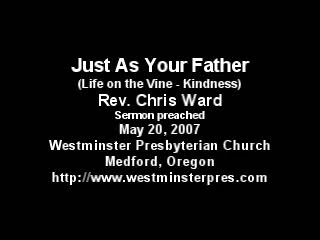 Just As Your Father
(Life on the Vine - Kindness)
Rev. Chris Ward
Sermon preached
May 20, 2007
Westminster Presbyterian Church
Medford, Oregon
http://www.westminsterpres.com